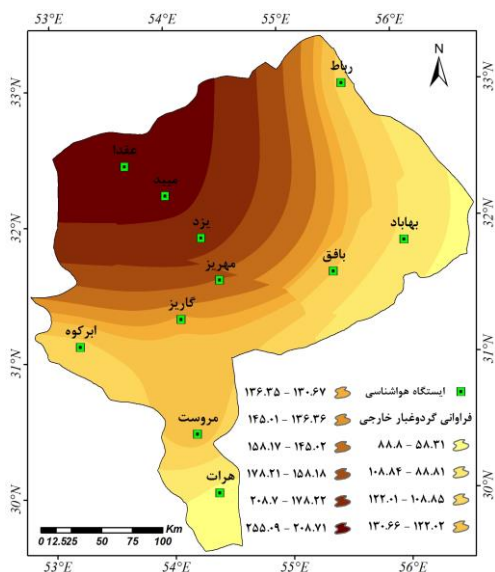 53°E 54°E 55°E 56°E
N
33°N 33°N
رباط
عقدا
میبد
32°N 32°N
یزد
بهاباد
بافق
مهریز
گاریز
ابرکوه
31°N 31°N
ایستگاه هواشناسی
فراوانی گردوغبار خارجی
۵۸.۳۱ - ۸۸.۸
۸۸.۸۱ - ۱۰۸.۸۴
۱۰۸.۸۵ - ۱۲۲.۰۱
۱۲۲.۰۲ - ۱۳۰.۶۶
۱۳۰.۶۷ - ۱۳۶.۳۵
۱۳۶.۳۶ - ۱۴۵.۰۱
۱۴۵.۰۲ - ۱۵۸.۱۷
۱۵۸.۱۸ - ۱۷۸.۲۱
۱۷۸.۲۲ - ۲۰۸.۷
۲۰۸.۷۱ - ۲۵۵.۰۹
مروست
هرات
30°N 30°N
Km
0 12.525 50 75 100
53°E 54°E 55°E 56°E